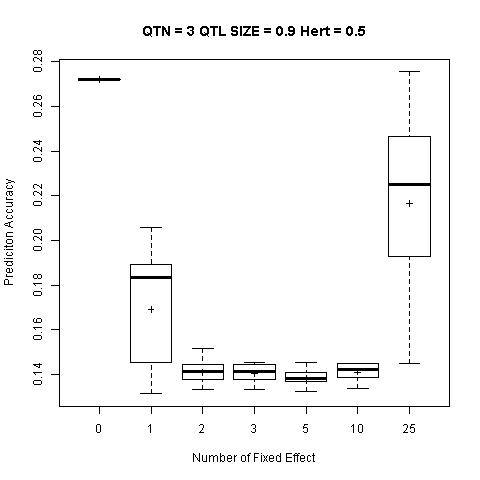 QTN = 3 QTL SIZE = 0.9 Hert = 0.5
Prediciton Accuracy
0.28
0.26
0.24
0.22
0.20
0.18
0.16
0.14
0 1 2 3 5 10 25
Number of Fixed Effect